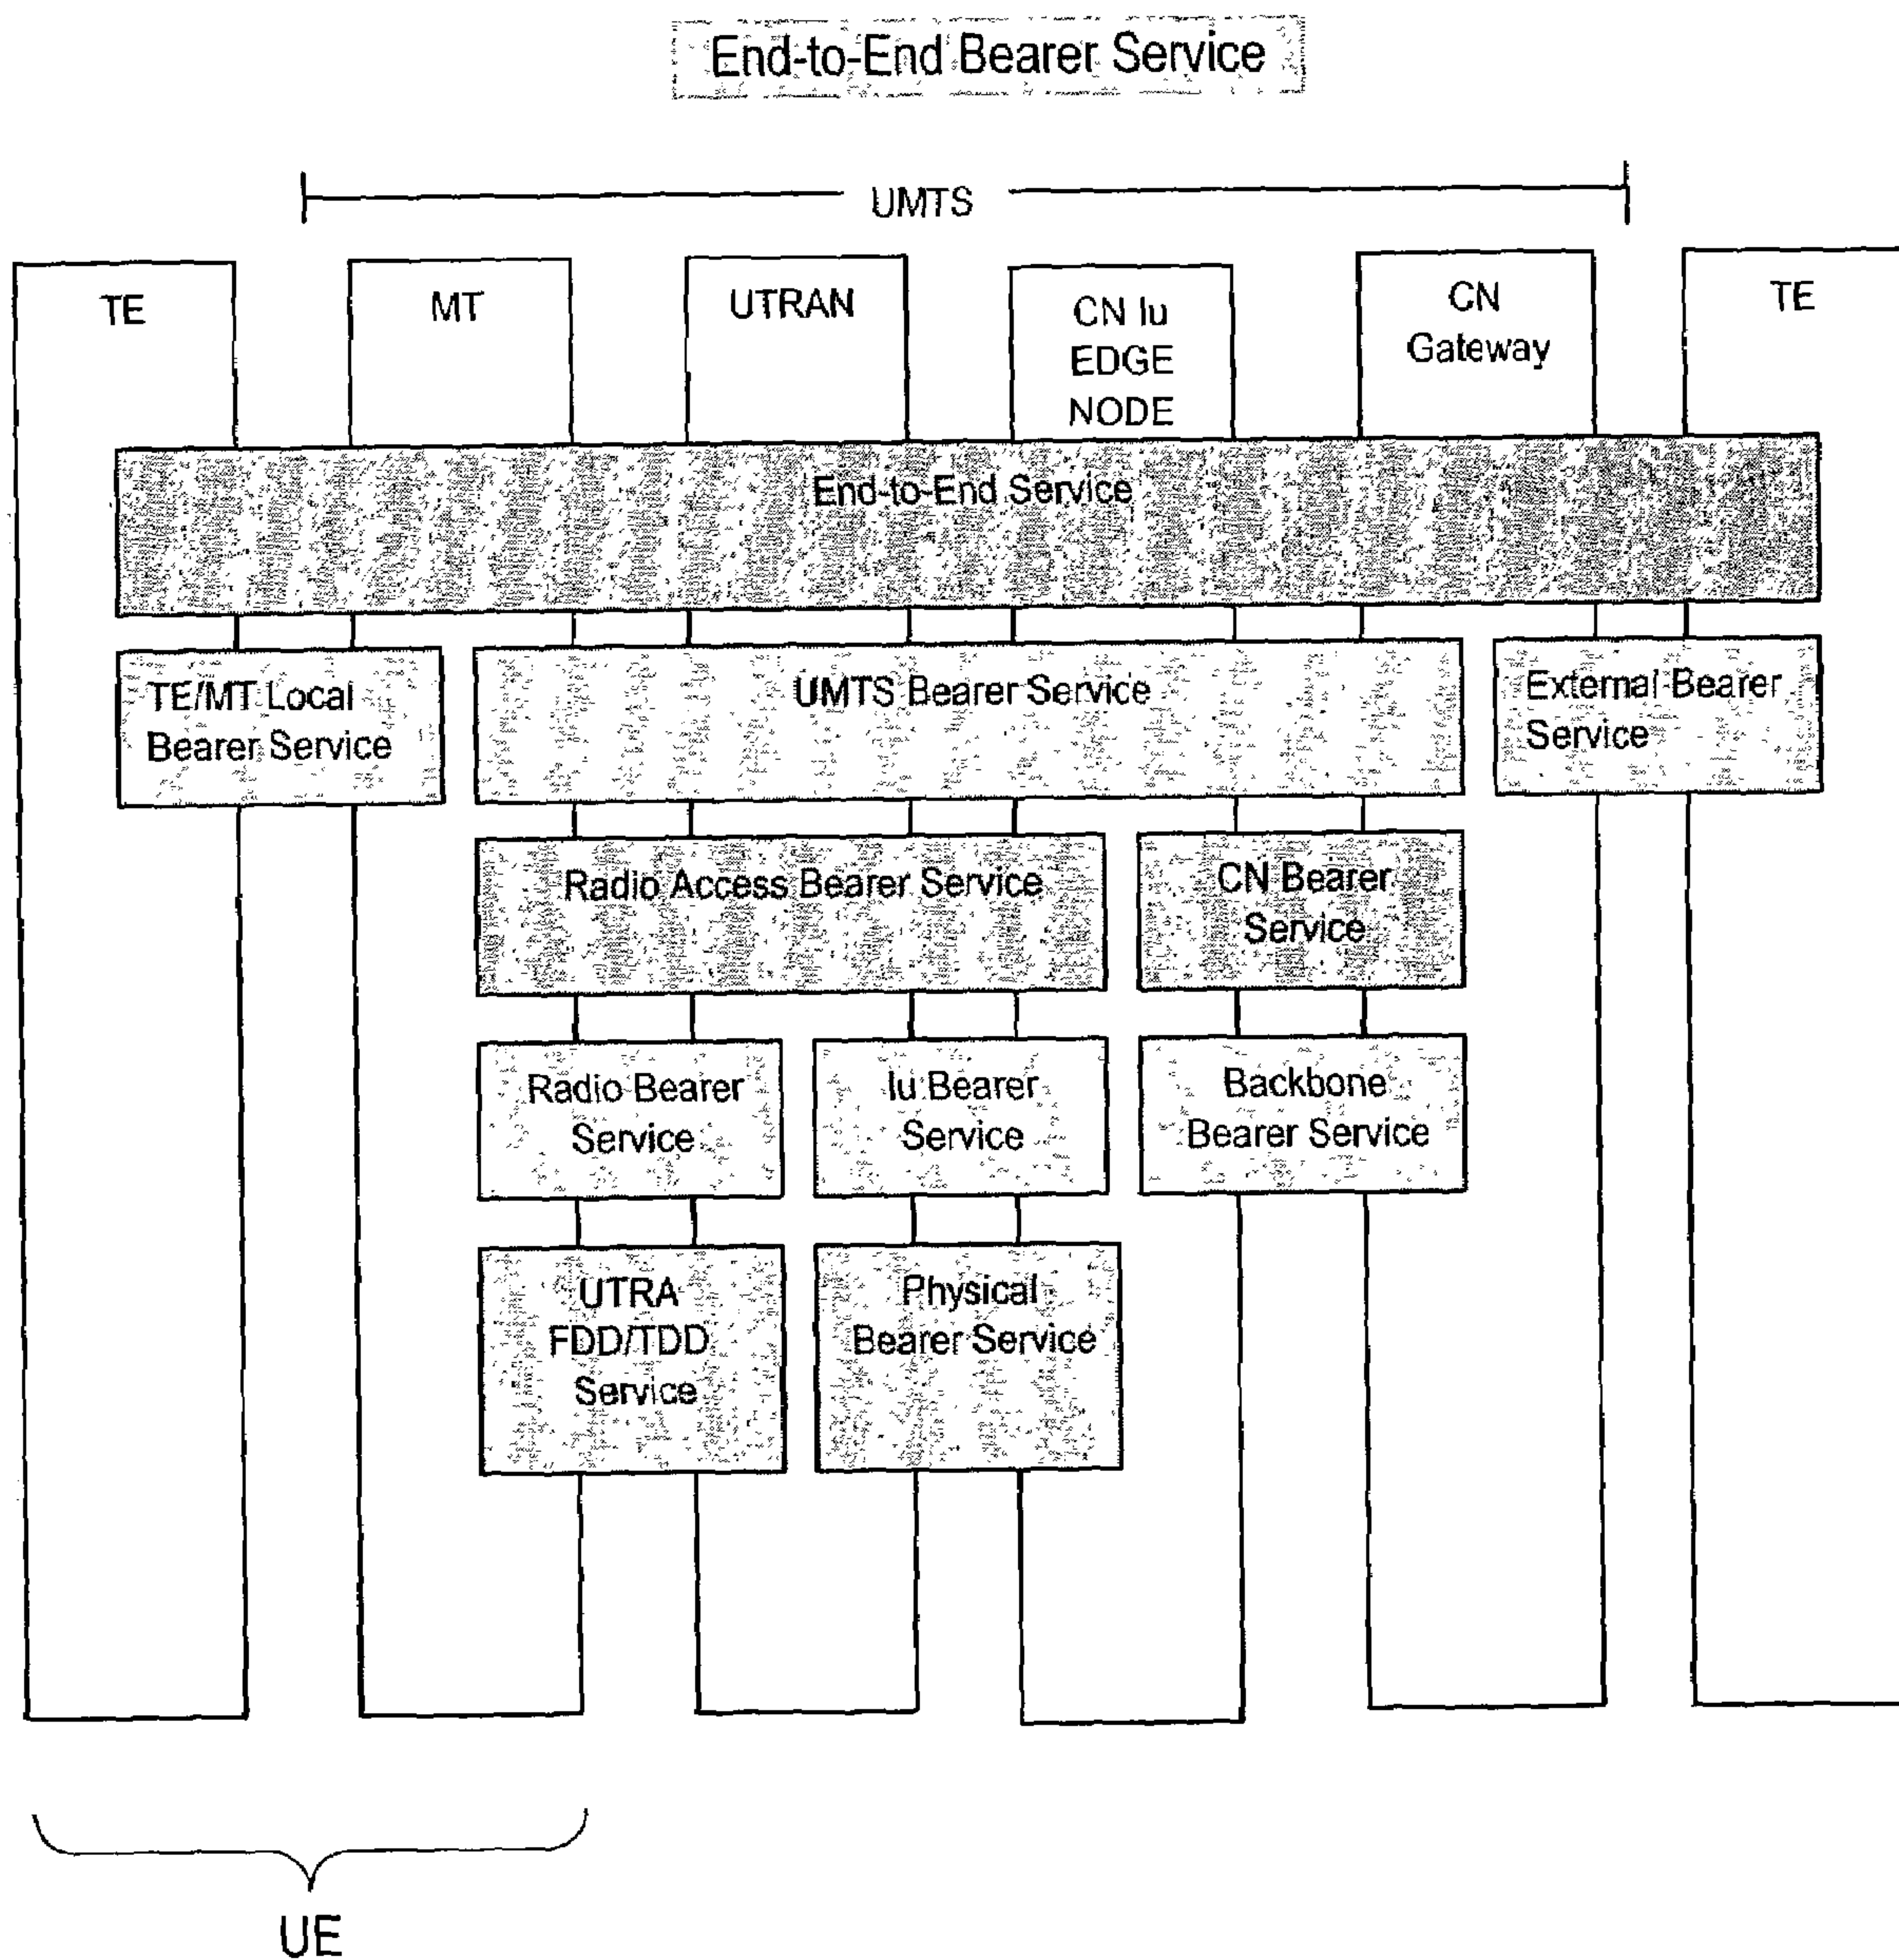 End-to-End Bearer Service
UMTS
TE
MT
UTRAN
CN Iu
EDGE
NODE
CN
Gateway
TE
End-to-End Service
TE/MT Local
Bearer Service
UMTS Bearer Service
External Bearer
Service
Radio Access Bearer Service
CN Bearer
Service
Radio Bearer
Service
Iu Bearer
Service
Backbone
Bearer Service
UTRA
FDD/TDD
Service
Physical
Bearer Service
UE